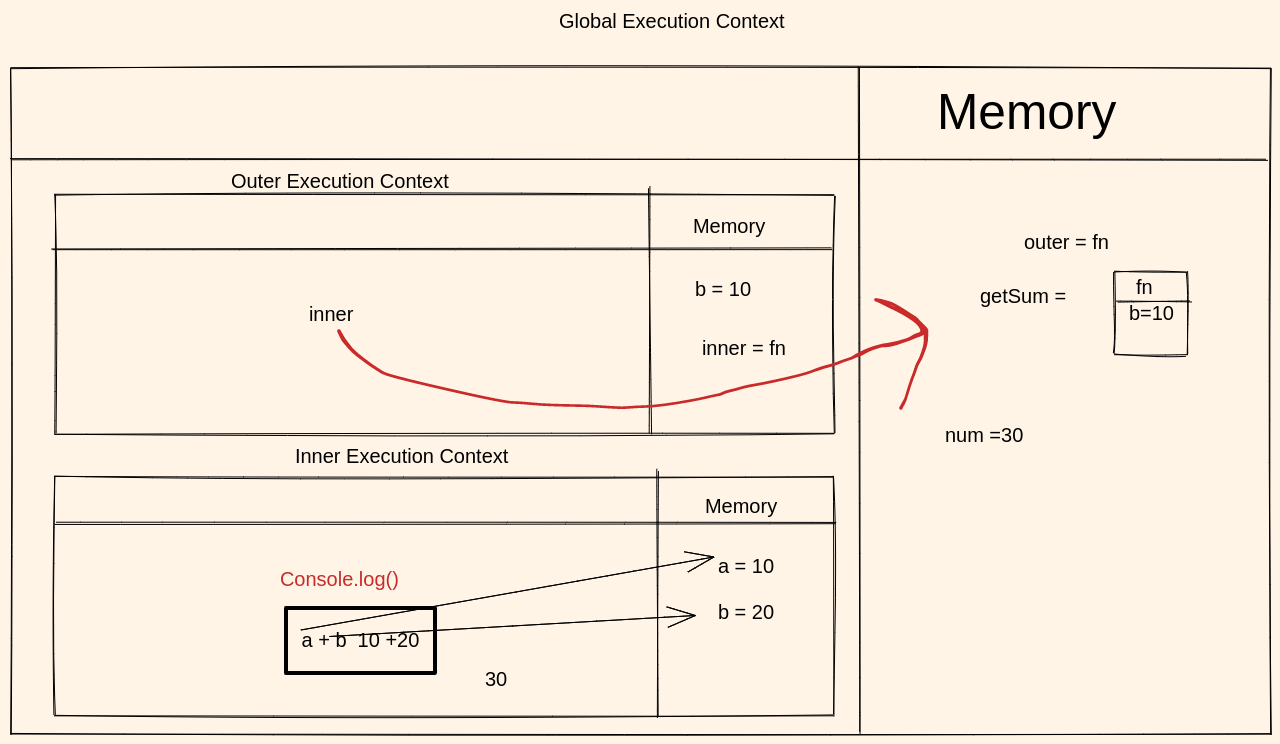 Global Execution Context
Memory
Outer Execution Context
Memory
b = 10
inner
inner = fn
outer = fn
getSum =
fn
b=10
num =30
Inner Execution Context
Memory
Console.log()
a = 10
b = 20
a + b  10 +20
30